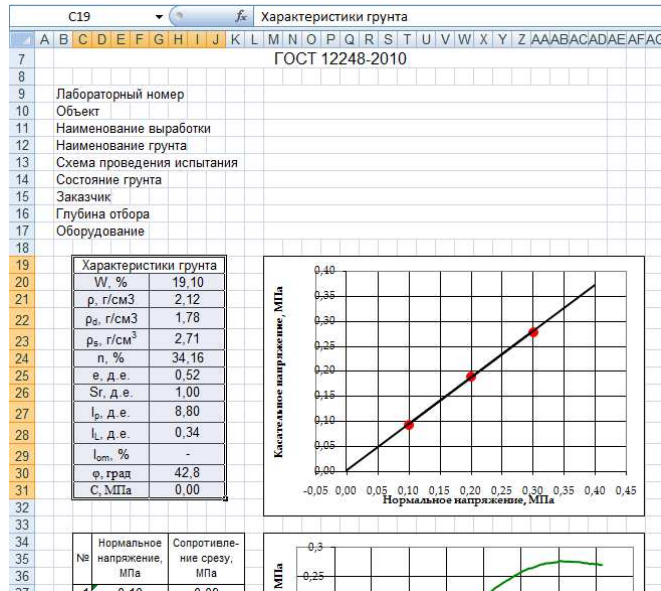 C19 fx Характеристики грунта
A B C D E F G H I J K L M N O P Q R S T U V W X Y Z AA AB AC AD AE AF AG
7 ГОСТ 12248-2010
8
9 Лабораторный номер
10 Объект
11 Наименование выработки
12 Наименование грунта
13 Схема проведения испытания
14 Состояние грунта
15 Заказчик
16 Глубина отбора
17 Оборудование
18
19 Характеристики грунта
20 W, % 19,10
21 ρ, г/см3 2,12
22 ρd, г/см3 1,78
23 ρs, г/см³ 2,71
24 n, % 34,16
25 e, д.е. 0,52
26 Sr, д.е. 1,00
27 Ip, д.е. 8,80
28 IL, д.е. 0,34
29 Iom, % -
30 φ, град 42,8
31 C, МПа 0,00
32
33
Касательное напряжение, МПа
0,40
0,35
0,30
0,25
0,20
0,15
0,10
0,05
0,00
-0,05 0,00 0,05 0,10 0,15 0,20 0,25 0,30 0,35 0,40 0,45
Нормальное напряжение, МПа
34
35
36
№
Нормальное
напряжение,
МПа
Сопротивле-
ние срезу,
МПа
МПа
0,3
0,25